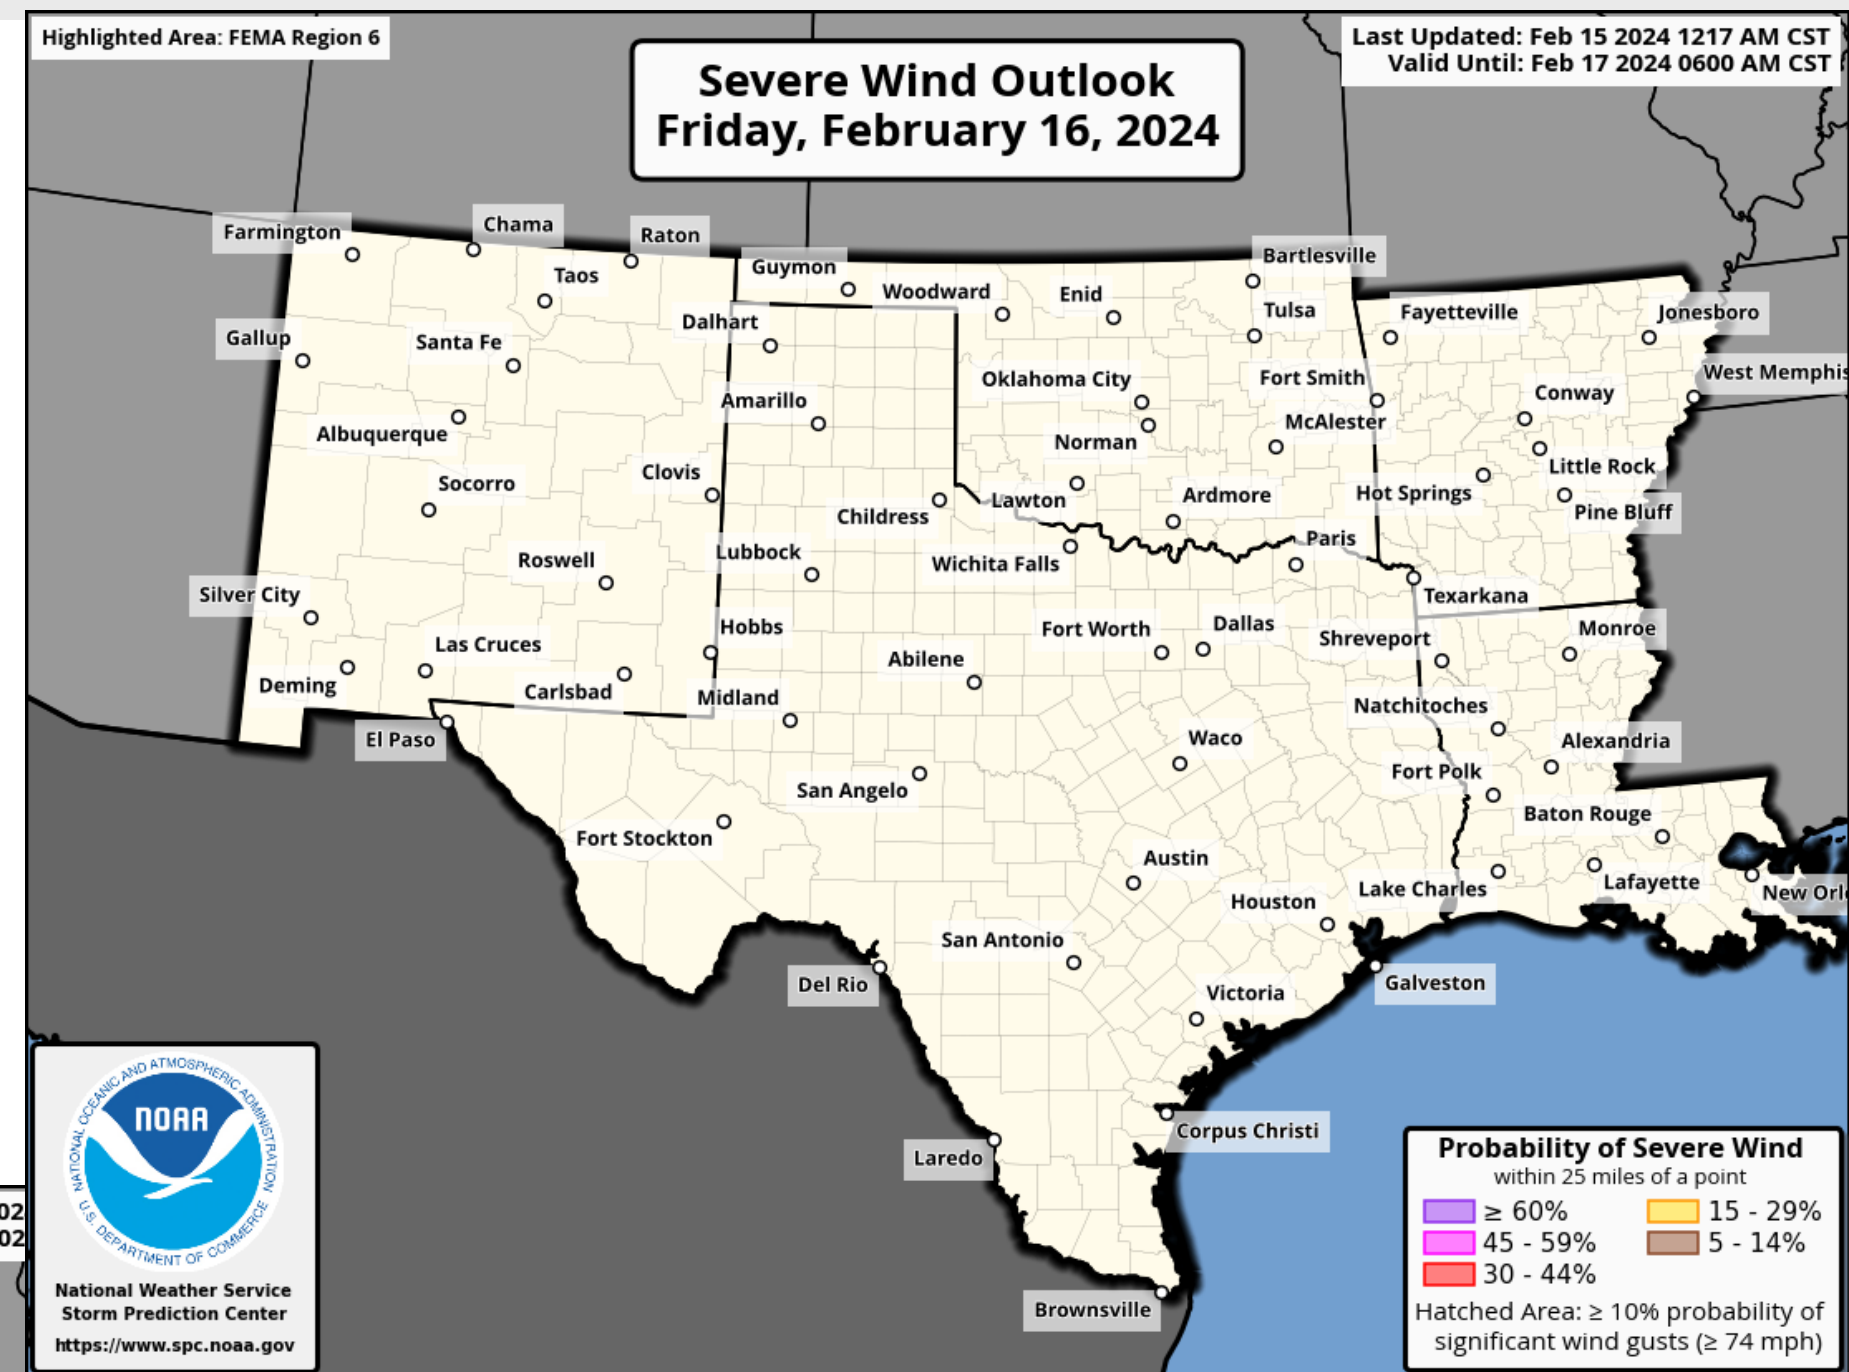 Highlighted Area: FEMA Region 6
Severe Wind Outlook
Friday, February 16, 2024
Last Updated: Feb 15 2024 1217 AM CST
Valid Until: Feb 17 2024 0600 AM CST
Farmington
Chama
Raton
Taos
Guymon
Woodward
Enid
Bartlesville
Tulsa
Fayetteville
Jonesboro
Gallup
Santa Fe
Dalhart
Oklahoma City
Fort Smith
Conway
West Memphis
Albuquerque
Amarillo
Norman
McAlester
Little Rock
Socorro
Clovis
Childress
Lawton
Ardmore
Hot Springs
Pine Bluff
Roswell
Lubbock
Wichita Falls
Paris
Texarkana
Silver City
Hobbs
Fort Worth
Dallas
Shreveport
Monroe
Las Cruces
Abilene
Deming
Carlsbad
Midland
Natchitoches
El Paso
Waco
Alexandria
San Angelo
Fort Polk
Fort Stockton
Baton Rouge
Austin
Lake Charles
Lafayette
New Orl
Houston
San Antonio
Del Rio
Galveston
Victoria
Corpus Christi
Laredo
Brownsville
02
02
NATIONAL OCEANIC AND ATMOSPHERIC ADMINISTRATION
NOAA
U.S. DEPARTMENT OF COMMERCE
National Weather Service
Storm Prediction Center
https://www.spc.noaa.gov
Probability of Severe Wind
within 25 miles of a point
≥ 60% 15 - 29%
45 - 59% 5 - 14%
30 - 44%
Hatched Area: ≥ 10% probability of
significant wind gusts (≥ 74 mph)